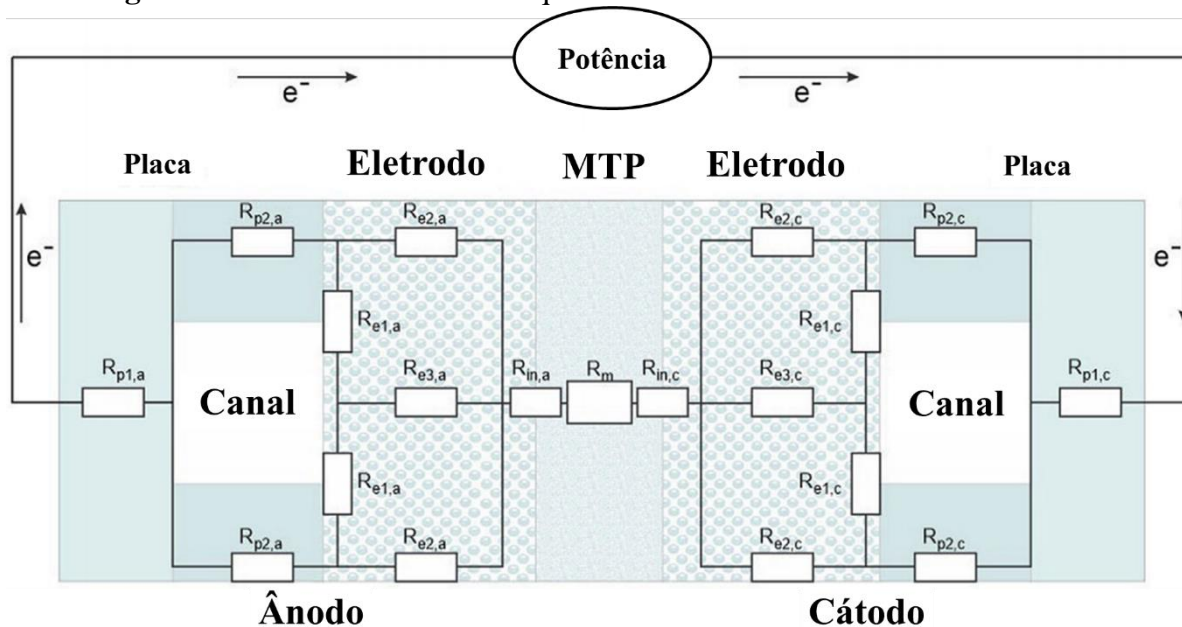 Potência
e⁻
e⁻
Placa
Eletrodo
MTP
Eletrodo
Placa
e⁻
e⁻
R_p2,a
R_e2,a
R_e2,c
R_p2,c
R_e1,a
R_e1,c
R_p1,a
Canal
R_e3,a
R_in,a
R_m
R_in,c
R_e3,c
Canal
R_p1,c
R_e1,a
R_e1,c
R_p2,a
R_e2,a
R_e2,c
R_p2,c
Ânodo
Cátodo